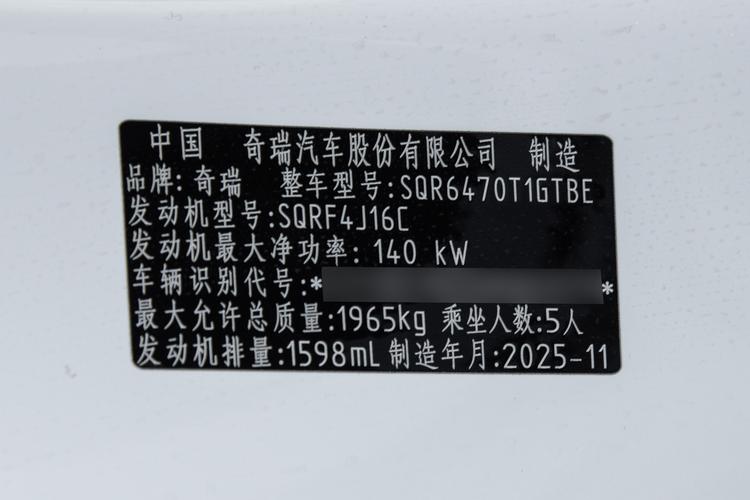 中国 奇瑞汽车股份有限公司 制造
品牌:奇瑞 整车型号:SQR6470T1GTBE
发动机型号:SQRF4J16C
发动机最大净功率: 140 kW
车辆识别代号:* *
最大允许总质量:1965kg 乘坐人数:5人
发动机排量:1598mL 制造年月:2025-11